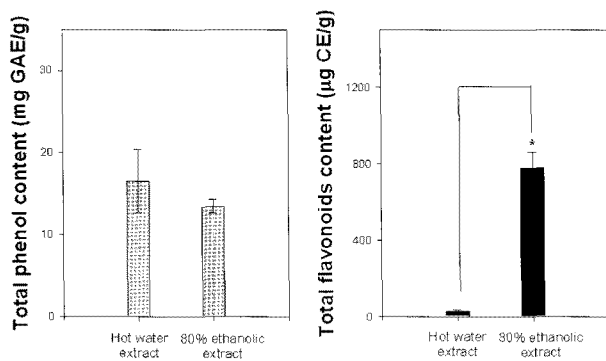 Total phenol content (mg GAE/g)
30
20
10
0
Hot water
extract
80% ethanolic
extract
Total flavonoids content (µg CE/g)
1200
800
400
0
*
Hot water
extract
80% ethanolic
extract